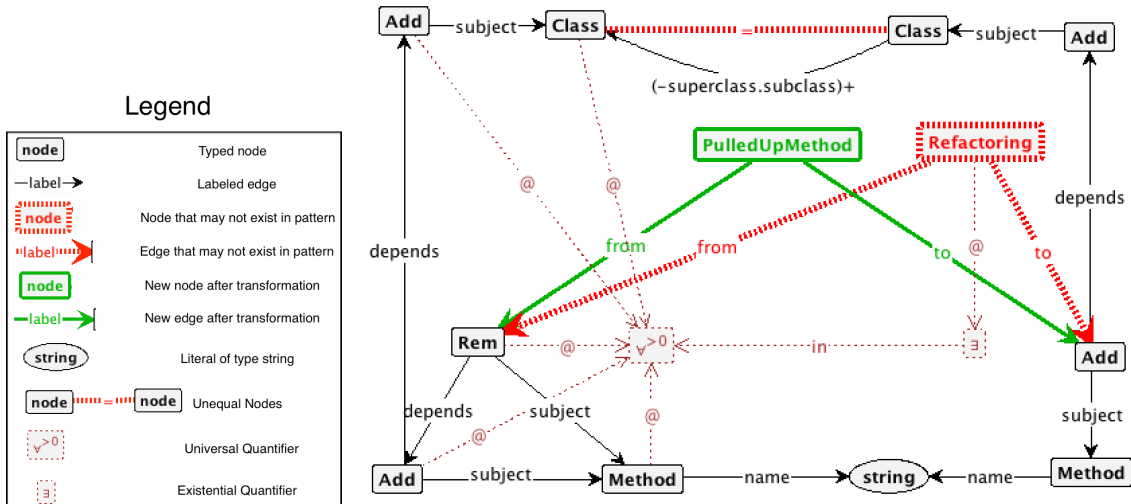 Legend
node Typed node
label Labeled edge
node Node that may not exist in pattern
label Edge that may not exist in pattern
node New node after transformation
label New edge after transformation
string Literal of type string
node = node Unequal Nodes
∀>0 Universal Quantifier
∃ Existential Quantifier
Add subject Class = Class subject Add
(-superclass.subclass)+
PulledUpMethod Refactoring
@ @ depends
depends from from to @ to
Rem @ ∀>0 in ∃ Add
depends subject @ subject
@
Add subject Method name string name Method